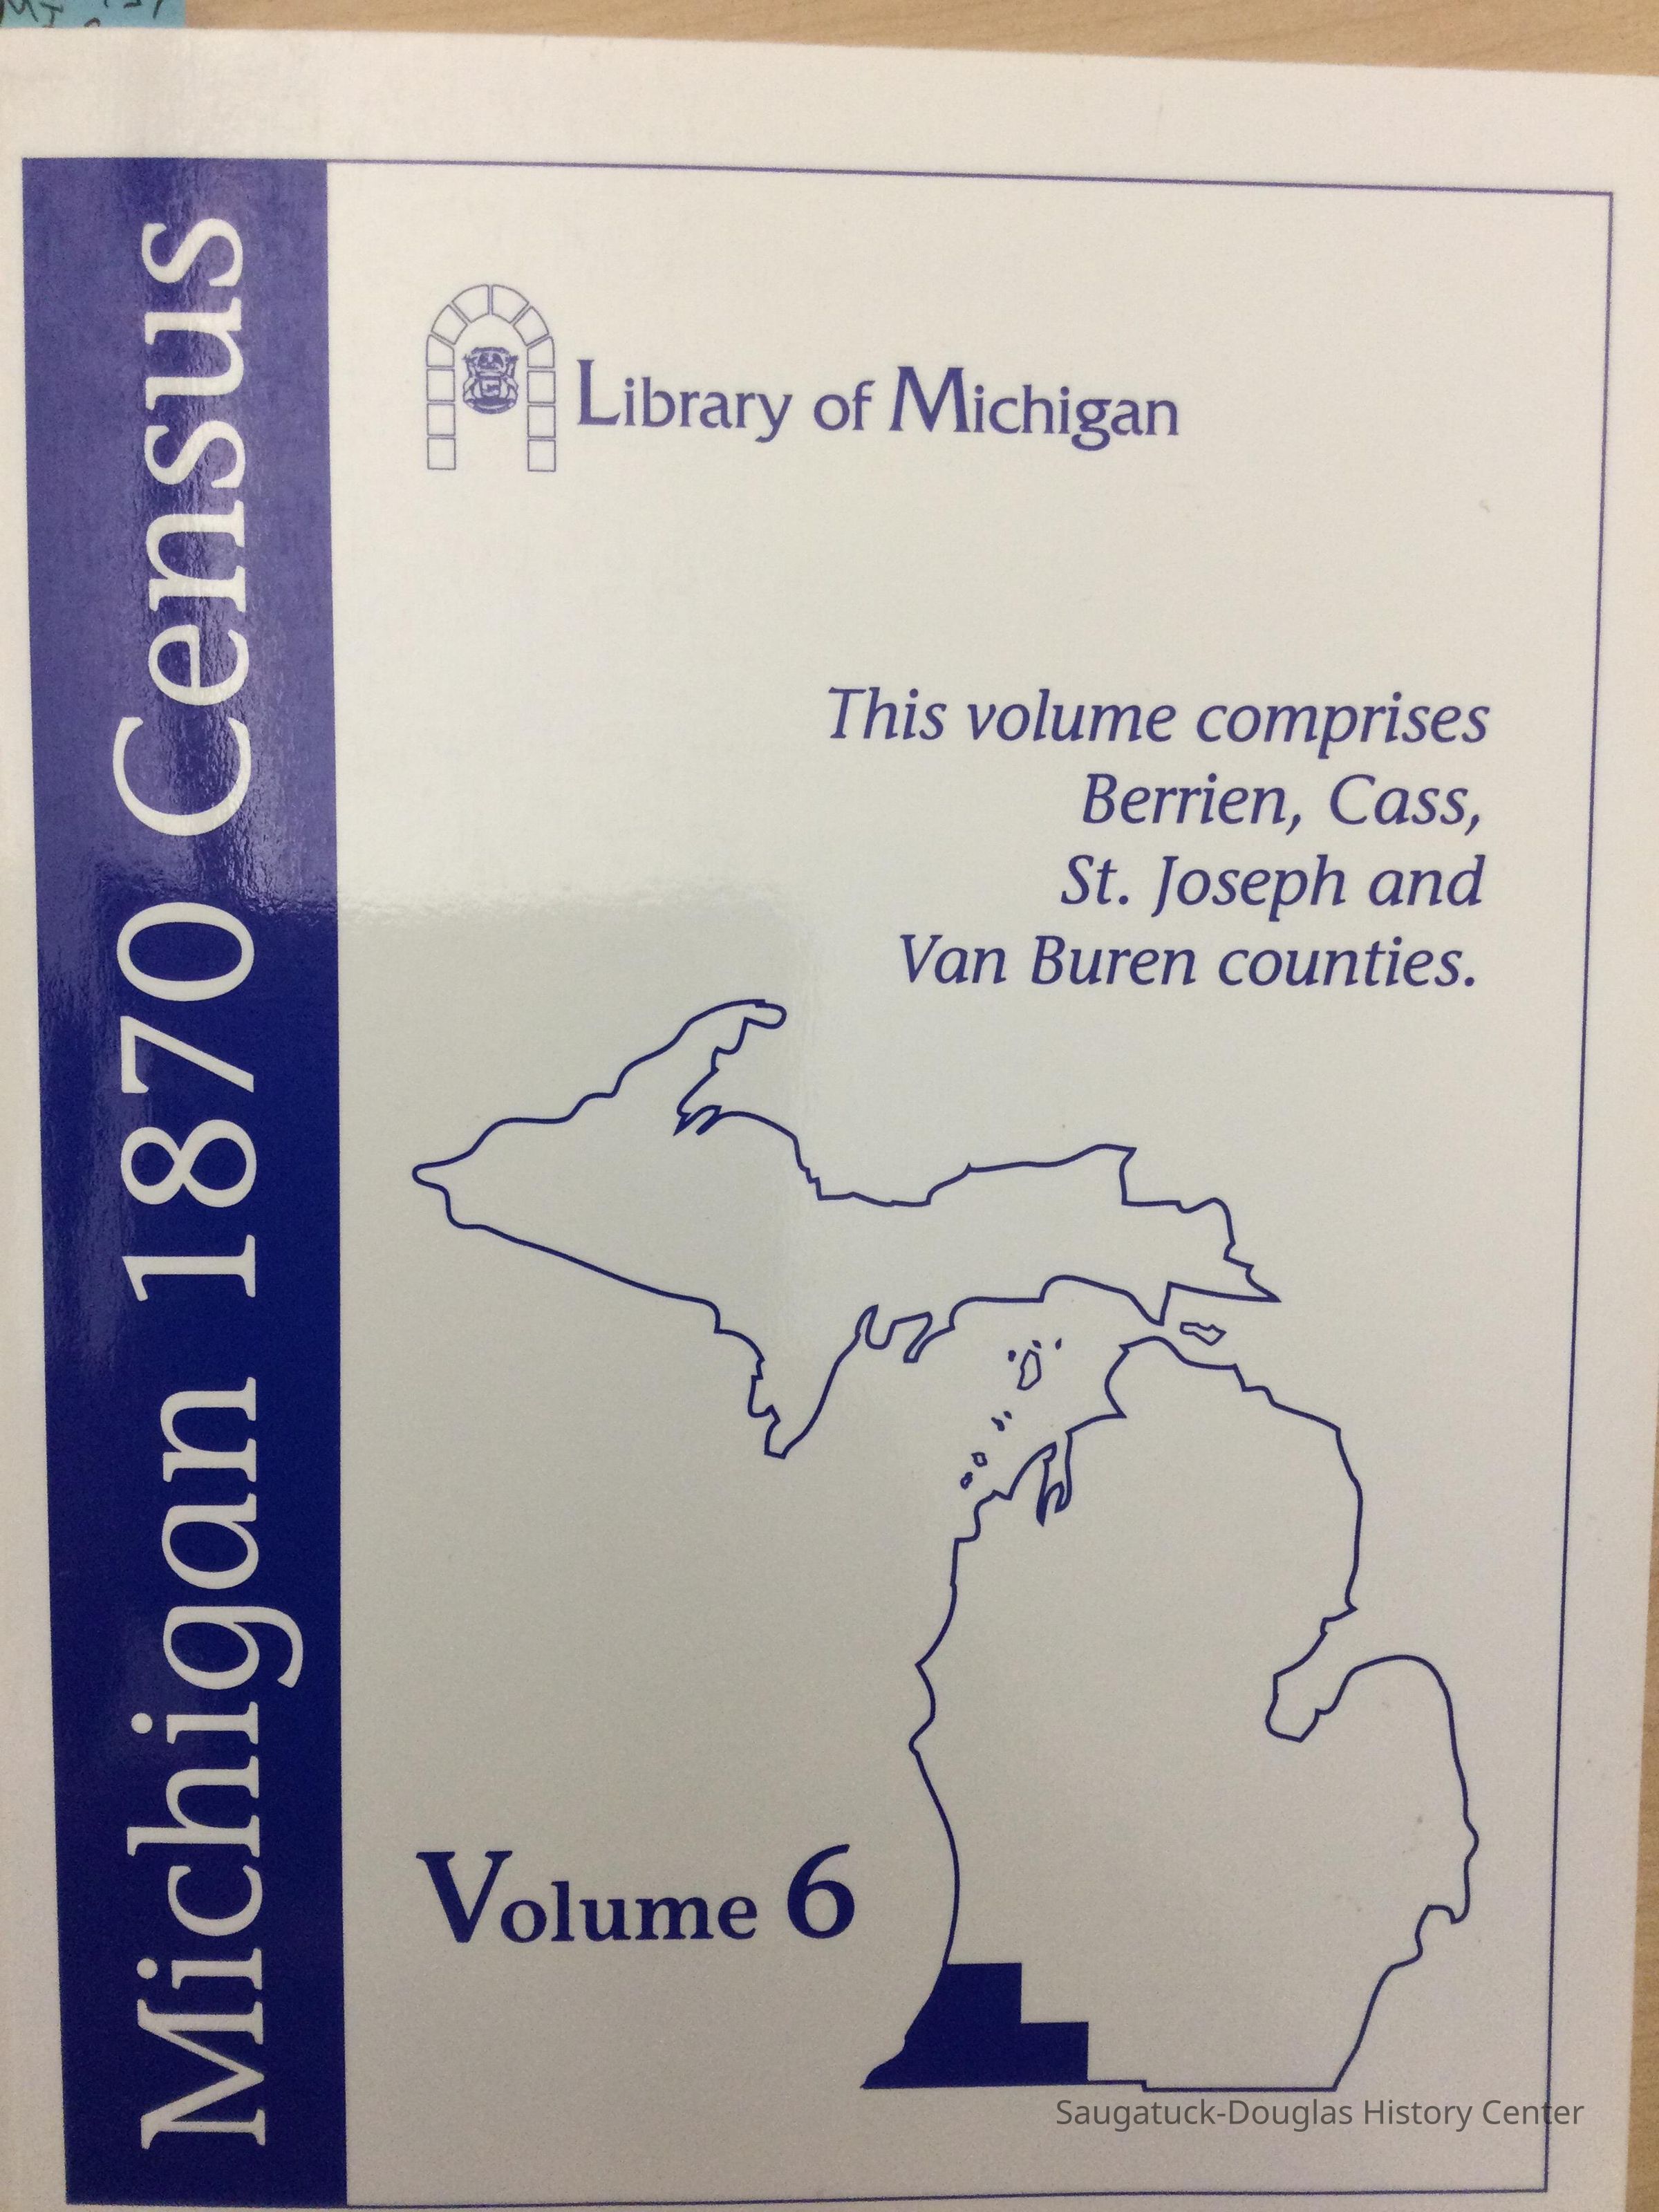 Michigan 1870 Census
Library of Michigan
This volume comprises
Berrien, Cass,
St. Joseph and
Van Buren counties.
Volume 6
Saugatuck-Douglas History Center